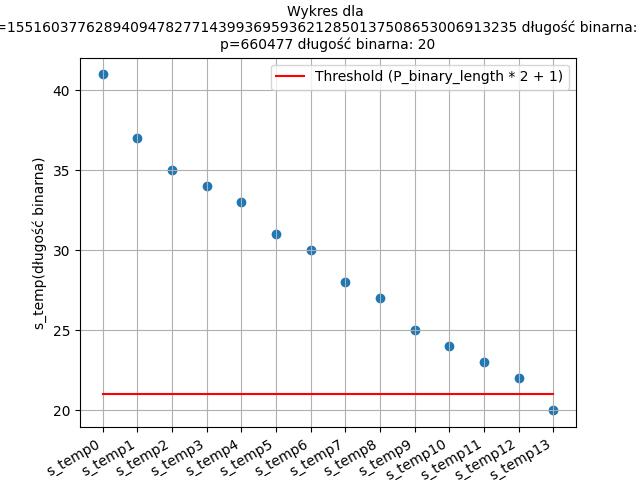 Wykres dla
=15516037762894094782771439936959362128501375086530069132​35 długość binarna:
p=660477 długość binarna: 20
Threshold (P_binary_length * 2 + 1)
s_temp(długość binarna)
40
35
30
25
20
s_temp0
s_temp1
s_temp2
s_temp3
s_temp4
s_temp5
s_temp6
s_temp7
s_temp8
s_temp9
s_temp10
s_temp11
s_temp12
s_temp13